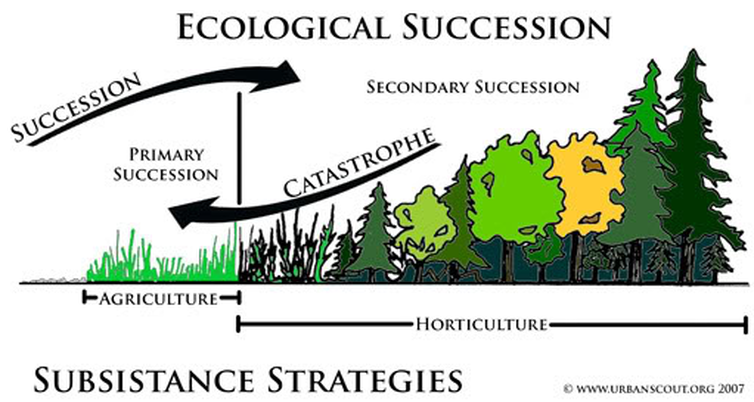 ECOLOGICAL SUCCESSION
SUCCESSION
SECONDARY SUCCESSION
PRIMARY
SUCCESSION
CATASTROPHE
AGRICULTURE
HORTICULTURE
SUBSISTANCE STRATEGIES
© WWW.URBANSCOUT.ORG 2007